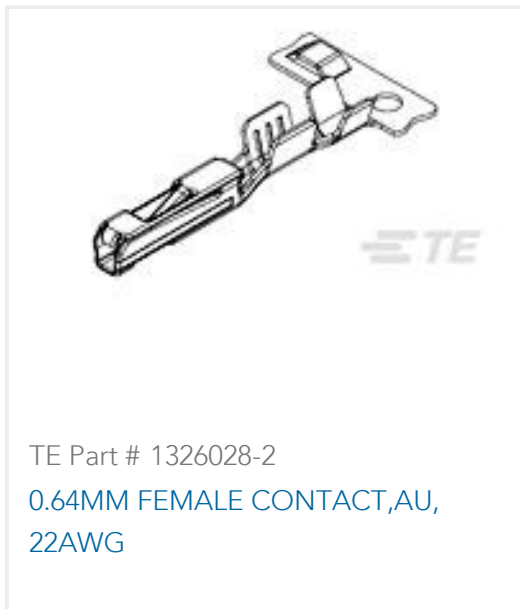 TE
TE Part # 1326028-2
0.64MM FEMALE CONTACT,AU,
22AWG